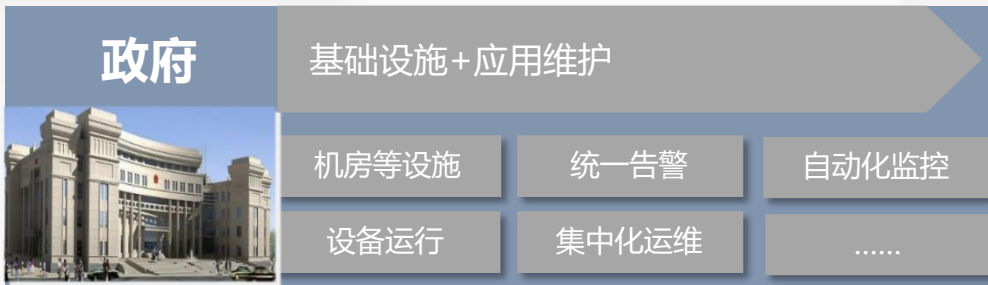 政府
基础设施+应用维护
机房等设施
统一告警
自动化监控
设备运行
集中化运维
......